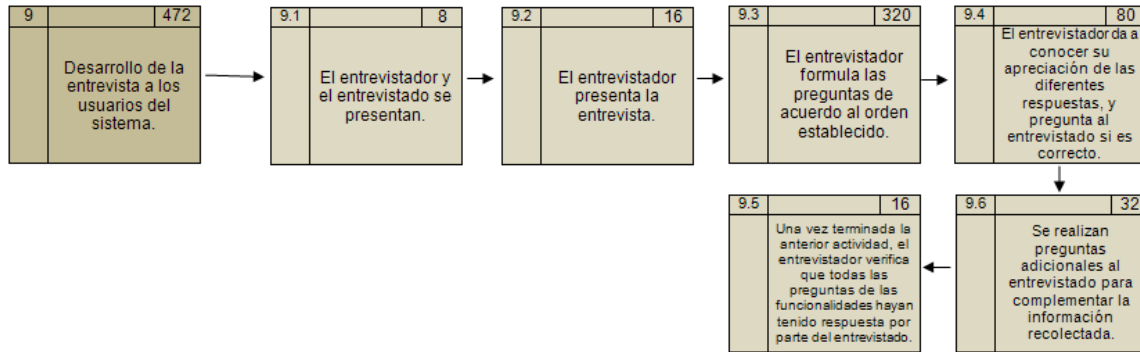 9 472
Desarrollo de la
entrevista a los
usuarios del
sistema.
9.1 8
El entrevistador y
el entrevistado se
presentan.
9.2 16
El entrevistador
presenta la
entrevista.
9.3 320
El entrevistador
formula las
preguntas de
acuerdo al orden
establecido.
9.4 80
El entrevistador da a
conocer su
apreciación de las
diferentes
respuestas, y
pregunta al
entrevistado si es
correcto.
9.5 16
Una vez terminada la
anterior actividad, el
entrevistador verifica
que todas las
preguntas de las
funcionalidades hayan
tenido respuesta por
parte del entrevistado.
9.6 32
Se realizan
preguntas
adicionales al
entrevistado para
complementar la
información
recolectada.